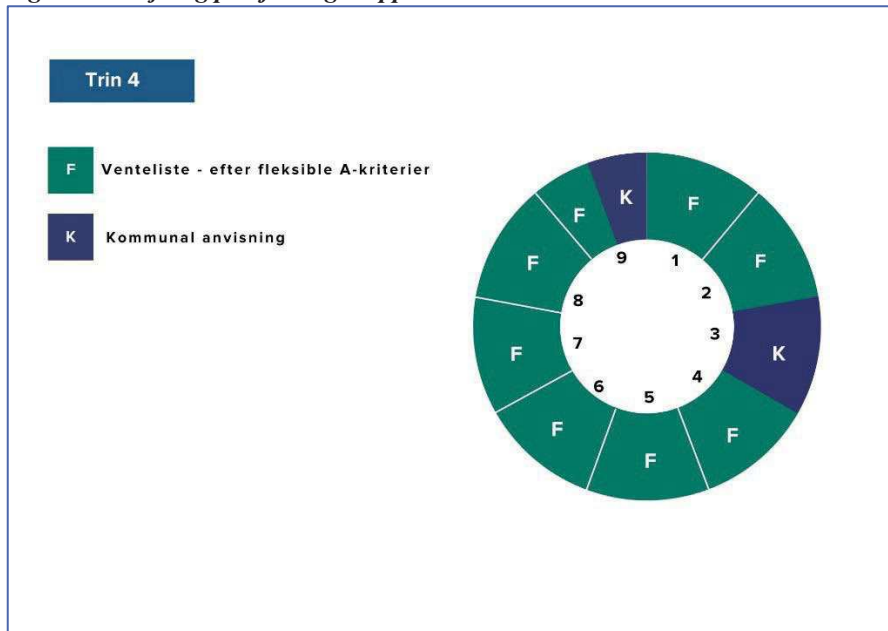 Trin 4
F Venteliste - efter fleksible A-kriterier
K Kommunal anvisning
F
F
K
F
F
F
F
F
F
K
1
2
3
4
5
6
7
8
9